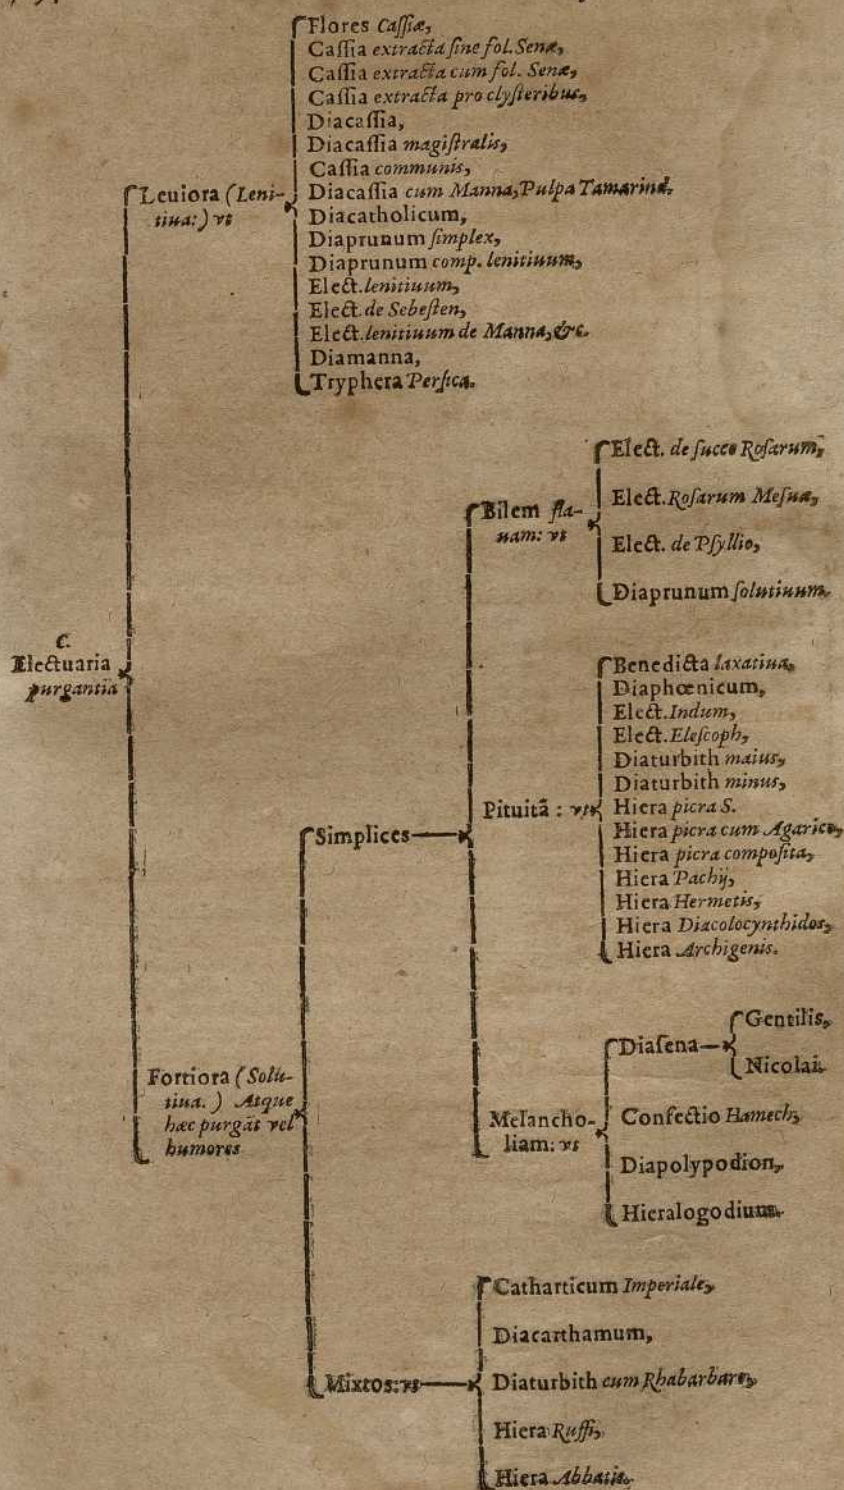 Flores Caſſiæ,
Caſſia extracta ſine fol. Senæ,
Caſſia extracta cum fol. Senæ,
Caſſia extracta pro clyſteribus,
Diacaſſia,
Diacaſſia magiſtralis,
Caſſia communis,
Leuiora (Leni-
tiua:) vt
Diacaſſia cum Manna, Pulpa Tamarind.
Diacatholicum,
Diaprunum ſimplex,
Diaprunum comp. lenitiuum,
Elect. lenitiuum,
Elect. de Sebeſten,
Elect. lenitiuum de Manna, &c.
Diamanna,
Tryphera Perſica.
C.
Electuaria
purgantia
Fortiora (Solu-
tiua.) Atque
hæc purgāt vel
humores
Simplices
Bilem fla-
uam: vt
Elect. de ſucco Roſarum,
Elect. Roſarum Meſuæ,
Elect. de Pſyllio,
Diaprunum ſolutiuum.
Pituitā : vt
Benedicta laxatiua,
Diaphœnicum,
Elect. Indum,
Elect. Eleſcoph,
Diaturbith maius,
Diaturbith minus,
Hiera picra S.
Hiera picra cum Agarico,
Hiera picra compoſita,
Hiera Pachij,
Hiera Hermetis,
Hiera Diacolocynthidos,
Hiera Archigenis.
Melancho-
liam: vt
Diaſena
Gentilis,
Nicolai.
Confectio Hamech,
Diapolypodion,
Hieralogodium.
Mixtos: vt
Catharticum Imperiale,
Diacarthamum,
Diaturbith cum Rhabarbaro,
Hiera Ruffi,
Hiera Abbatis.